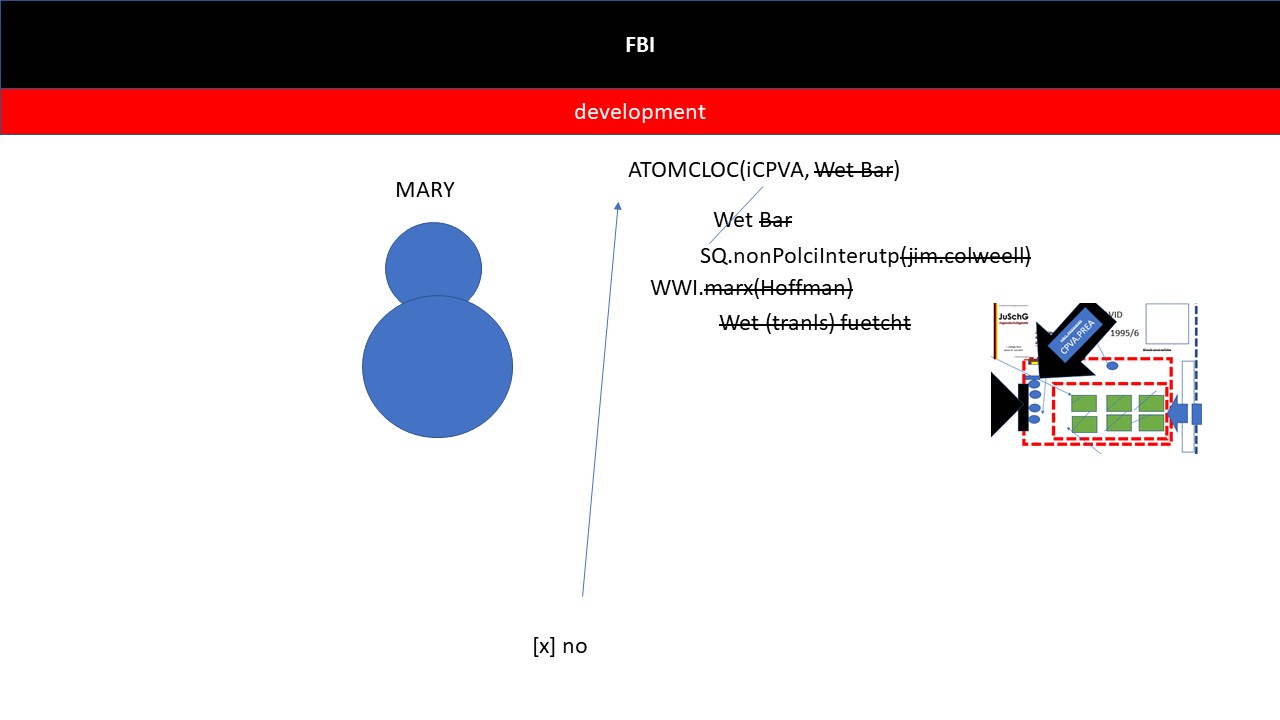 FBI
development
MARY
ATOMCLOC(iCPVA, Wet Bar)
Wet Bar
SQ.nonPolciInterutp(jim.colweell)
WWI.marx(Hoffman)
Wet (tranls) fuetcht
JuSchG
VID
1995/6
CPVA.PREA
[x] no